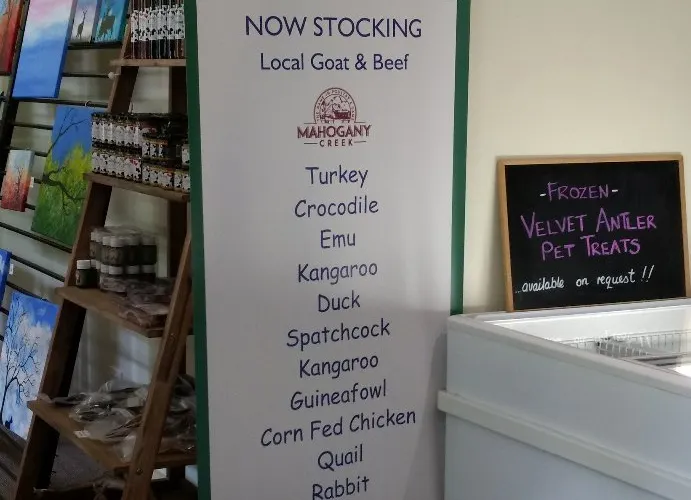 NOW STOCKING
Local Goat & Beef
MAHOGANY
CREEK
Turkey
Crocodile
Emu
Kangaroo
Duck
Spatchcock
Kangaroo
Guineafowl
Corn Fed Chicken
Quail
Rabbit
-FROZEN-
VELVET ANTLER
PET TREATS
...available on request !!